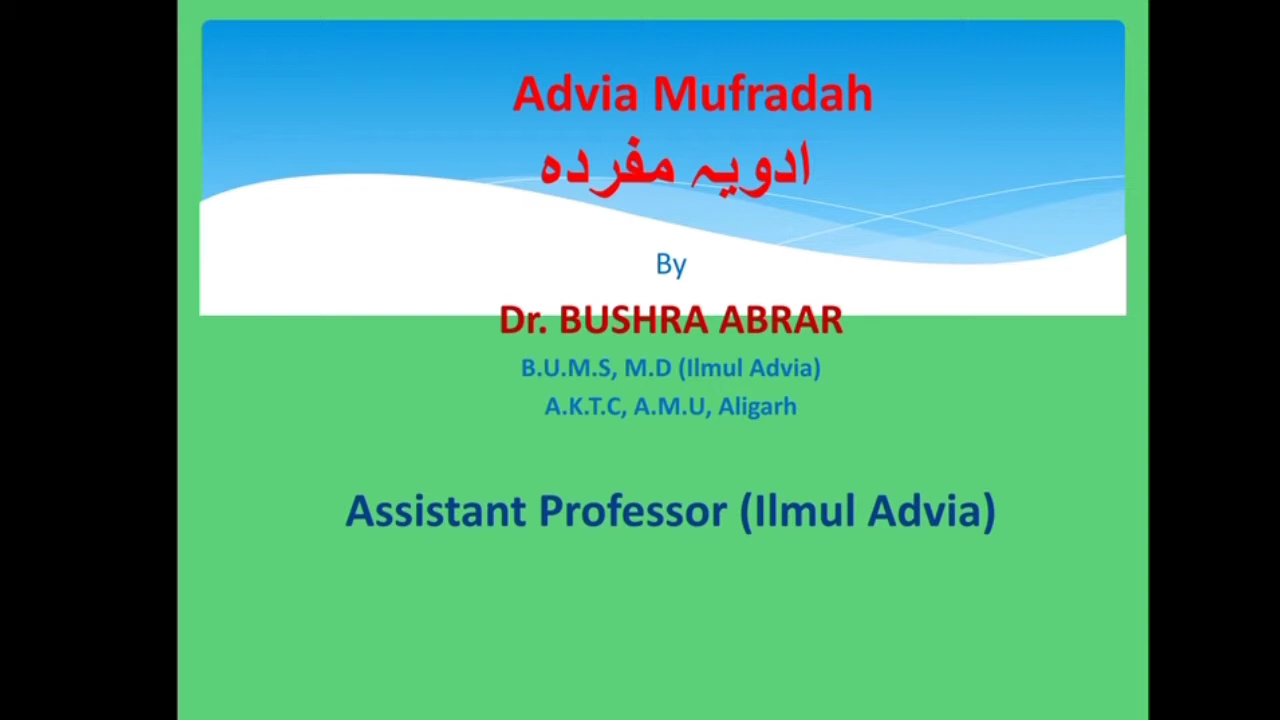 Advia Mufradah
ادویہ مفردہ
By
Dr. BUSHRA ABRAR
B.U.M.S, M.D (Ilmul Advia)
A.K.T.C, A.M.U, Aligarh
Assistant Professor (Ilmul Advia)